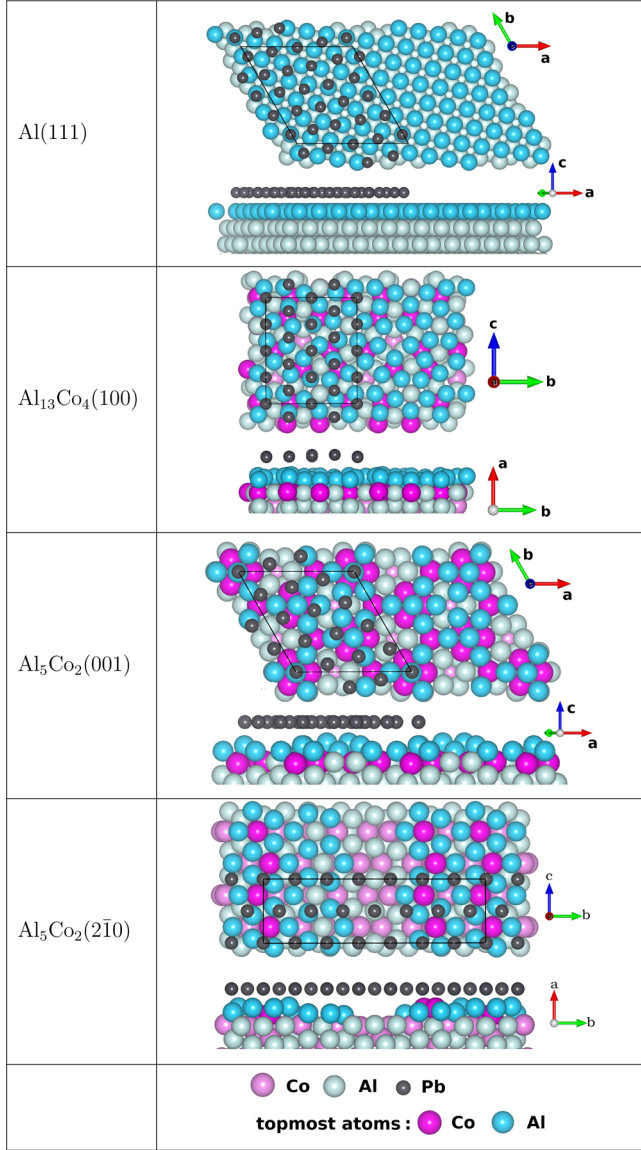 b
a
Al(111)
c
a
c
b
Al₁₃Co₄(100)
a
b
b
a
Al₅Co₂(001)
c
a
c
b
Al₅Co₂(21̄0)
a
b
Co Al Pb
topmost atoms : Co Al